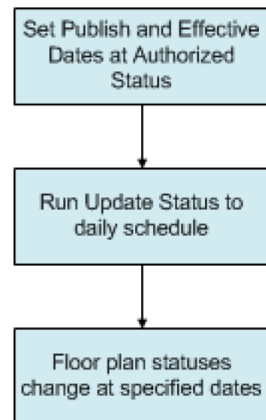 Set Publish and Effective
Dates at Authorized
Status
Run Update Status to
daily schedule
Floor plan statuses
change at specified dates